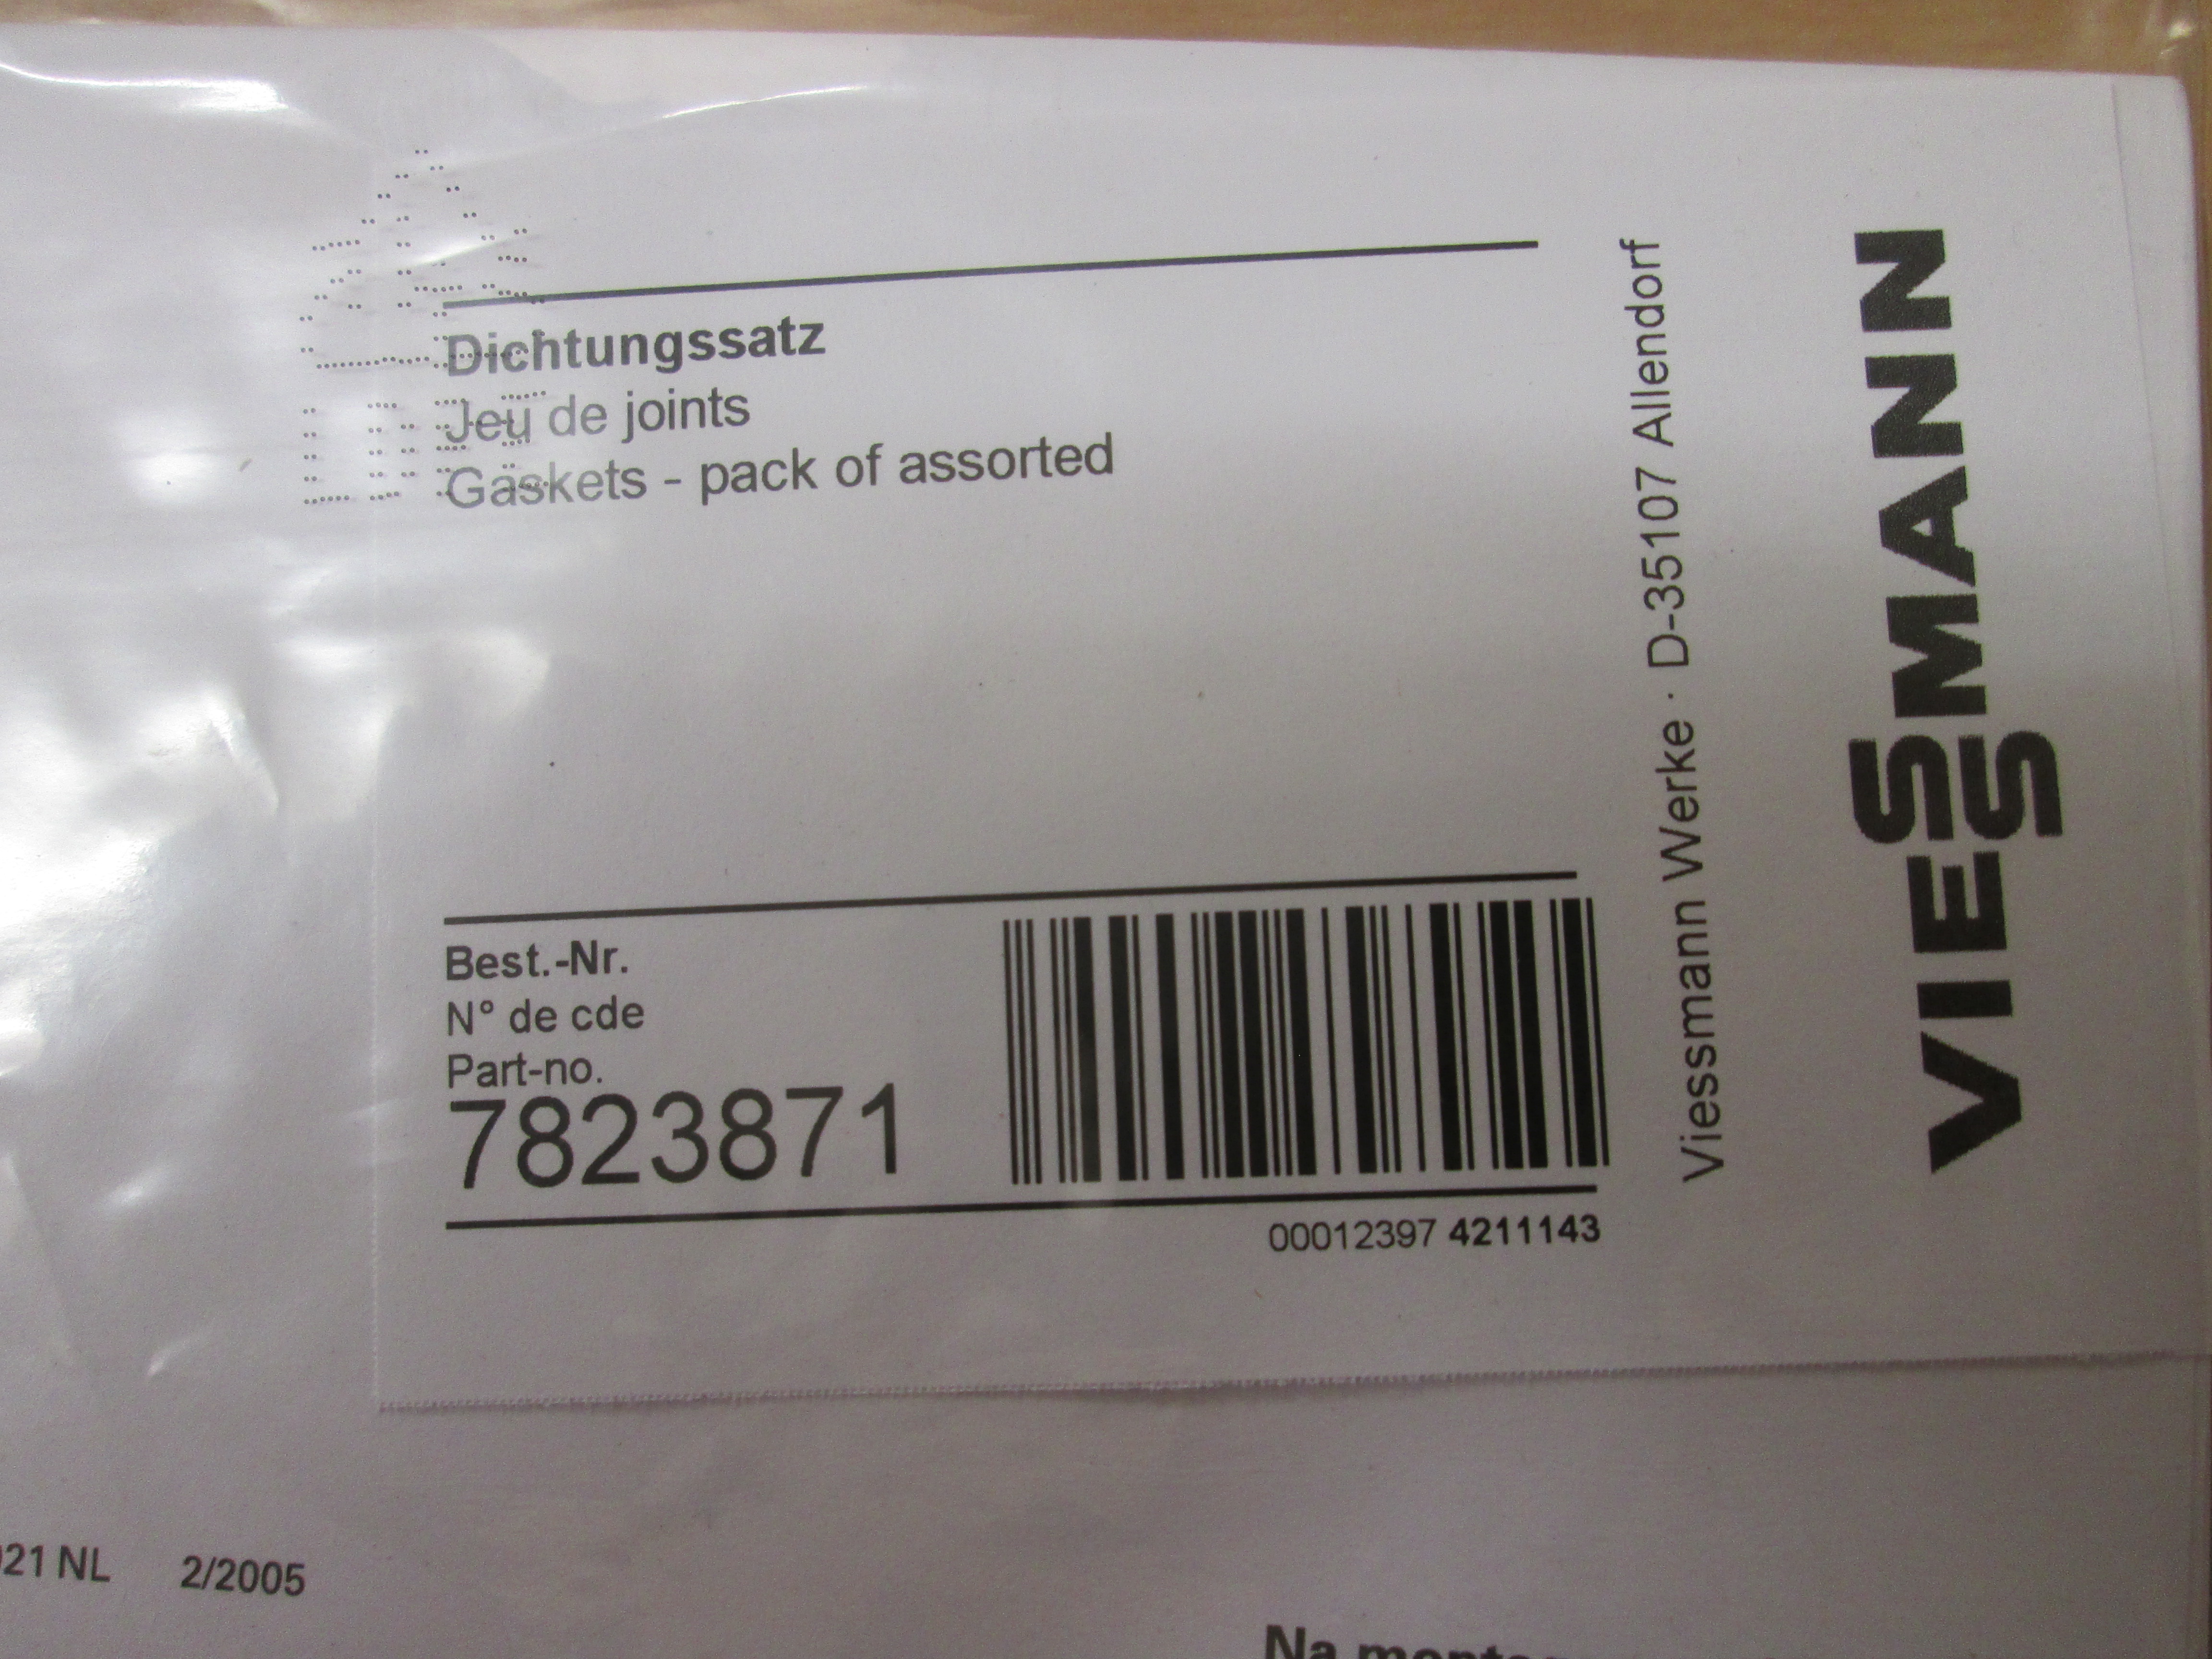 Dichtungssatz
Jeu de joints
Gaskets - pack of assorted
Best.-Nr.
N° de cde
Part-no.
7823871
00012397 4211143
Viessmann Werke · D-35107 Allendorf
VIESSMANN
21 NL 2/2005
Na